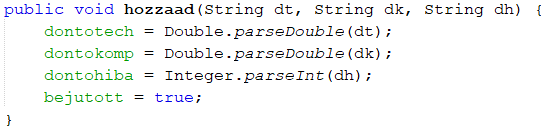 public void hozzaad(String dt, String dk, String dh) {
    dontotech = Double.parseDouble(dt);
    dontokomp = Double.parseDouble(dk);
    dontohiba = Integer.parseInt(dh);
    bejutott = true;
}